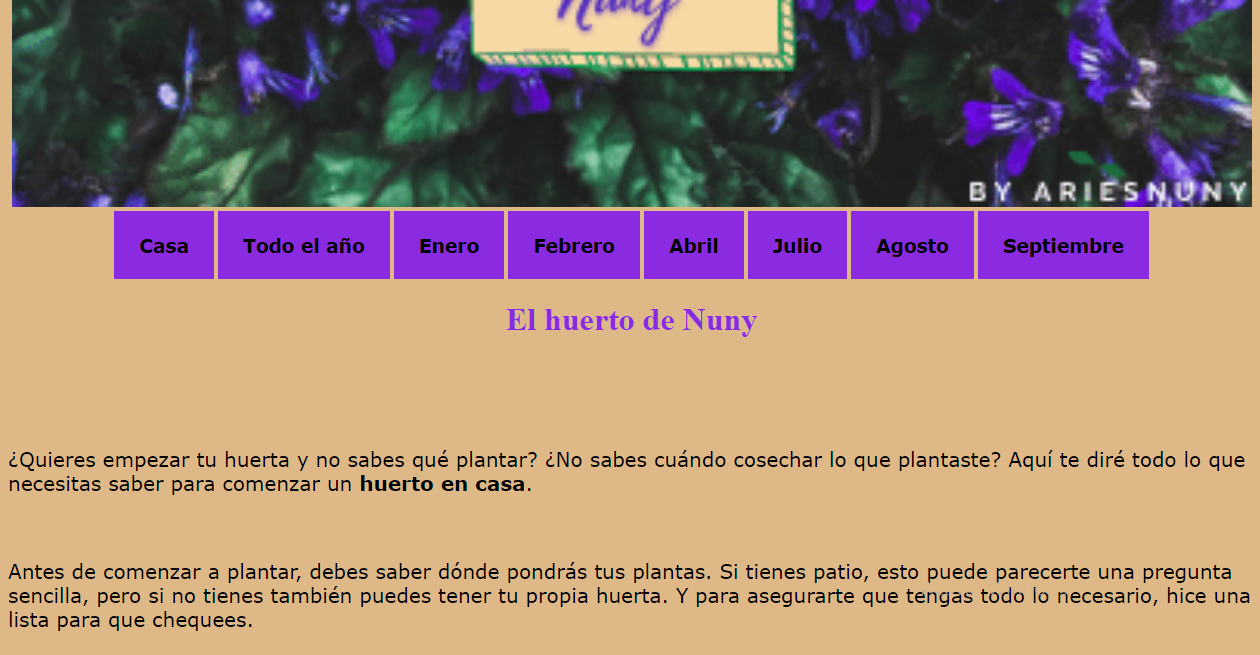 Nuny
BY ARIESNUNY
Casa Todo el año Enero Febrero Abril Julio Agosto Septiembre
El huerto de Nuny
¿Quieres empezar tu huerta y no sabes qué plantar? ¿No sabes cuándo cosechar lo que plantaste? Aquí te diré todo lo que
necesitas saber para comenzar un huerto en casa.
Antes de comenzar a plantar, debes saber dónde pondrás tus plantas. Si tienes patio, esto puede parecerte una pregunta
sencilla, pero si no tienes también puedes tener tu propia huerta. Y para asegurarte que tengas todo lo necesario, hice una
lista para que chequees.